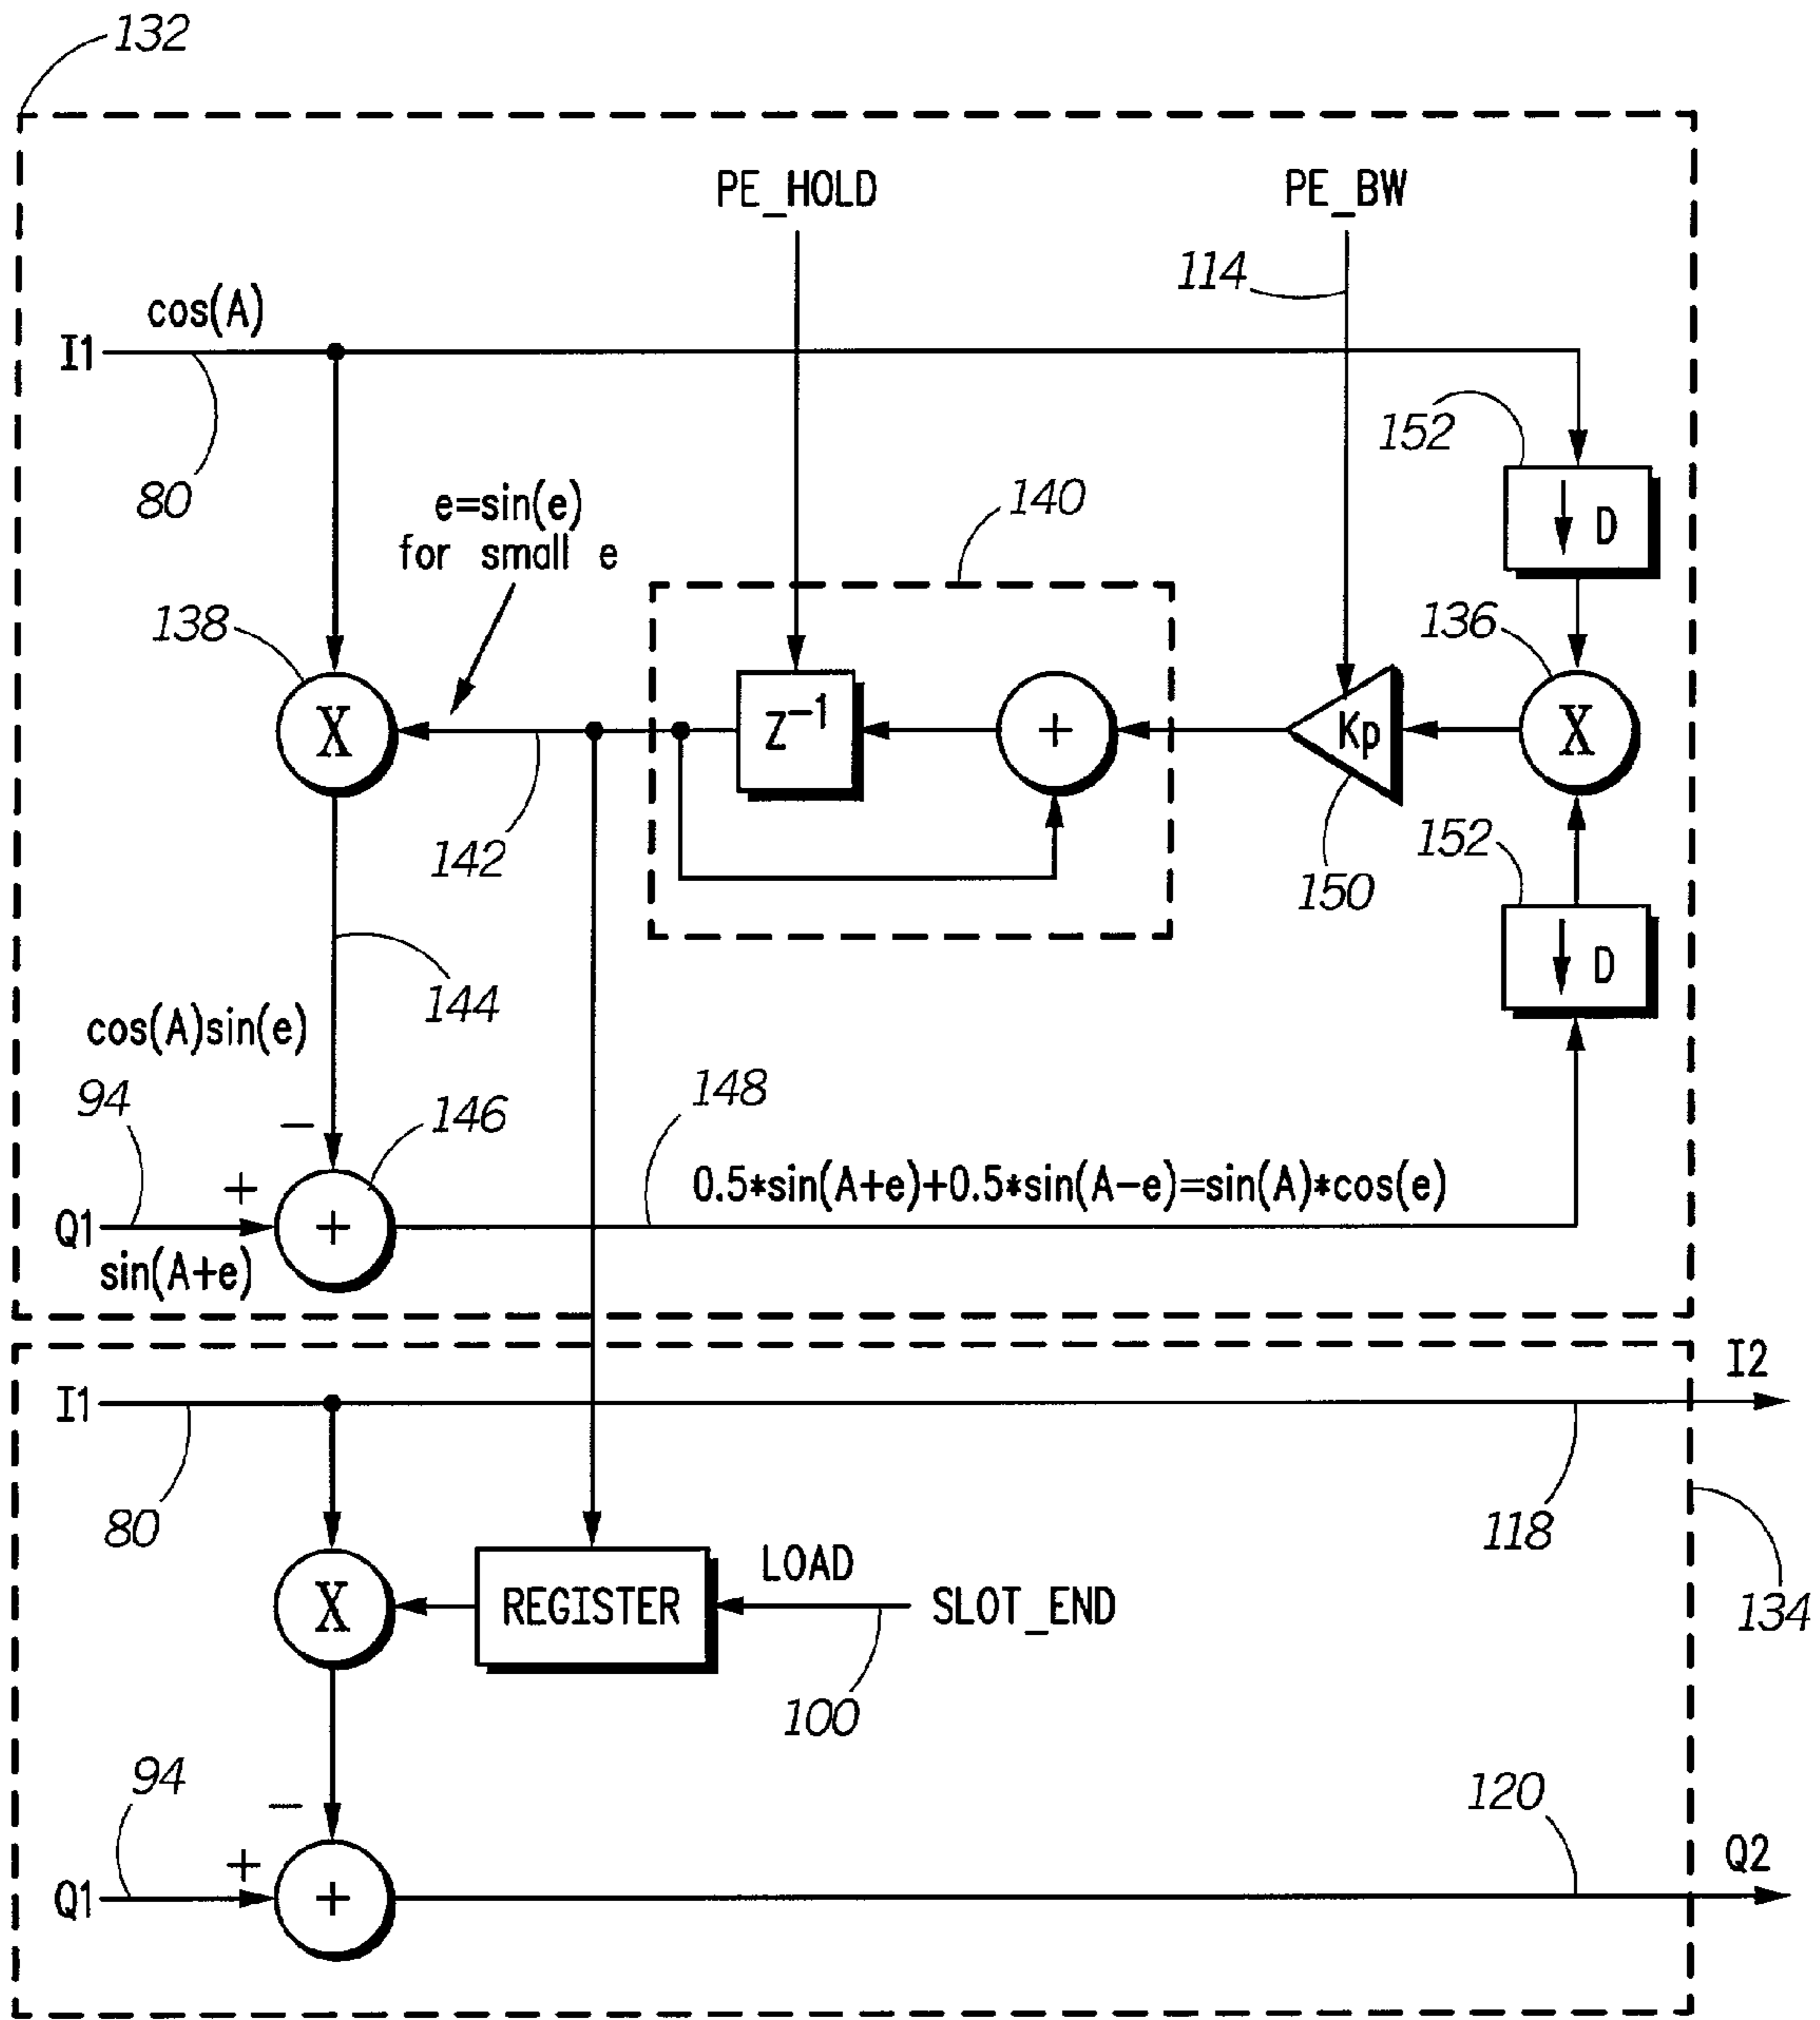 132
PE_HOLD
PE_BW
114
cos(A)
I1
80
152
D
e=sin(e)
for small e
140
138
136
X
Z⁻¹
+
Kp
X
142
150
152
D
144
cos(A)sin(e)
94
−
146
148
+
0.5*sin(A+e)+0.5*sin(A-e)=sin(A)*cos(e)
Q1
+
sin(A+e)
I1
I2
80
118
134
X
REGISTER
LOAD
SLOT_END
100
94
−
120
+
Q1
+
Q2